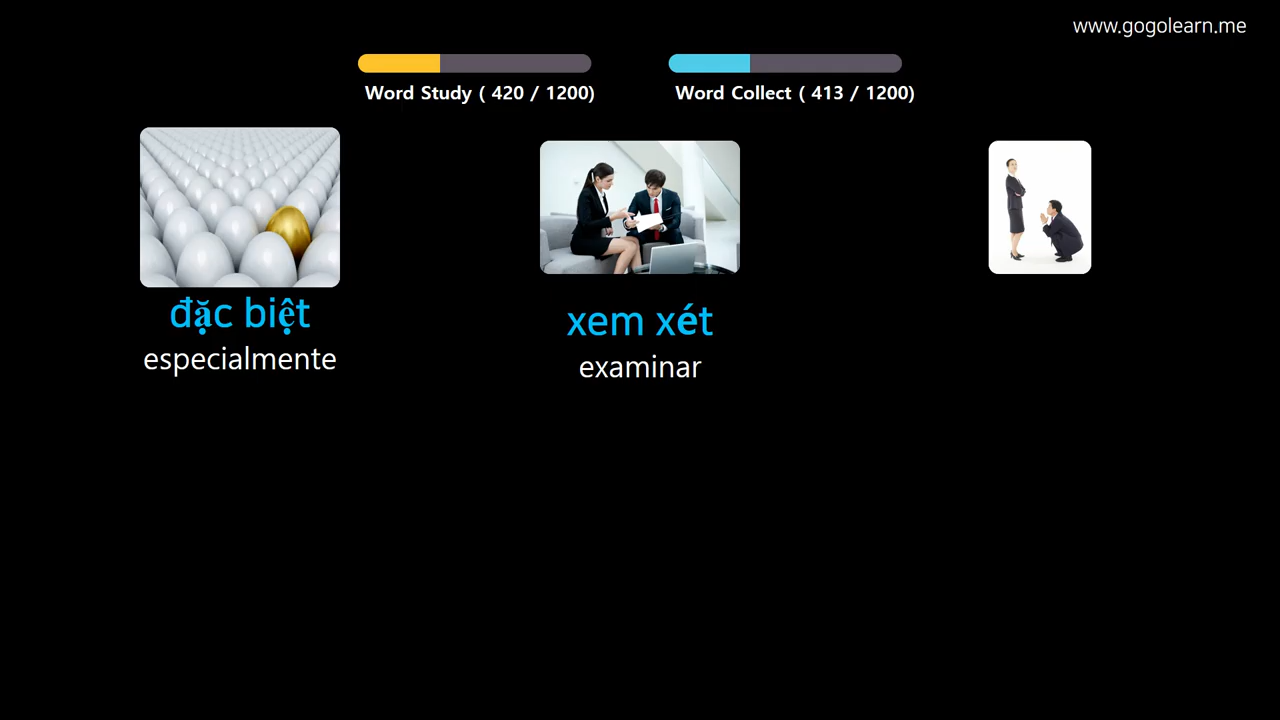 www.gogolearn.me
Word Study ( 420 / 1200)
Word Collect ( 413 / 1200)
đặc biệt
especialmente
xem xét
examinar